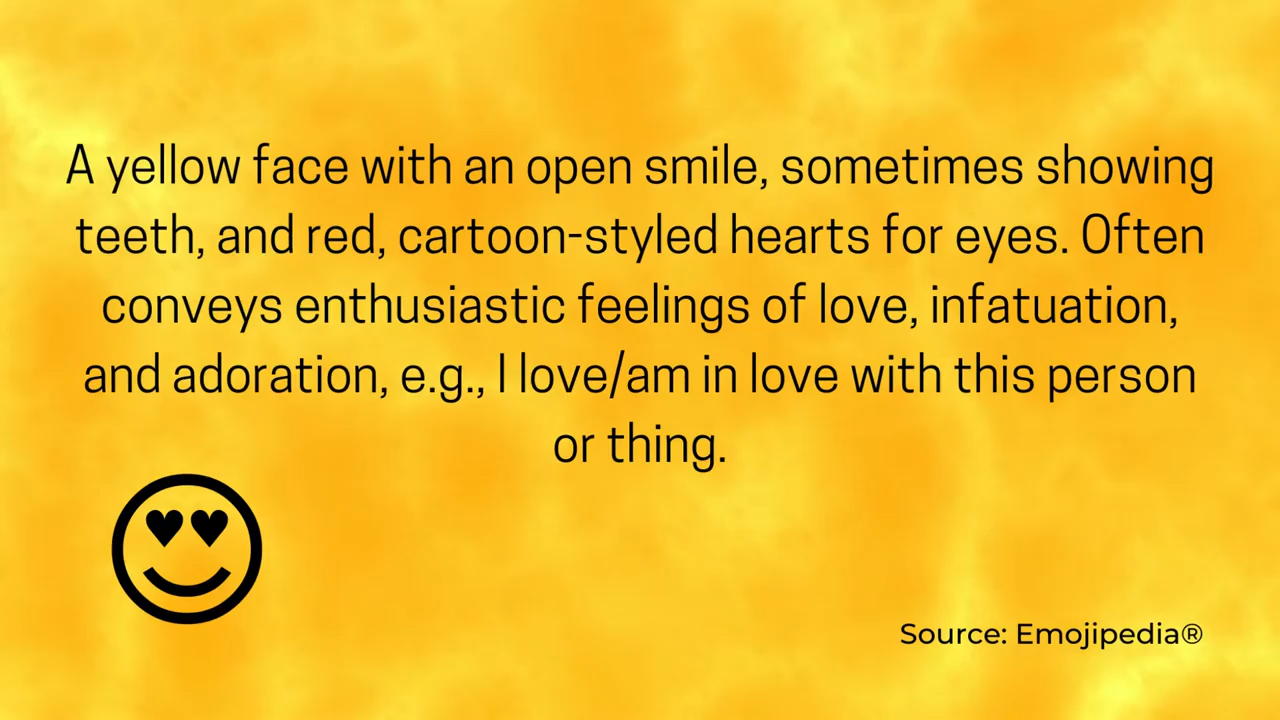 A yellow face with an open smile, sometimes showing
teeth, and red, cartoon-styled hearts for eyes. Often
conveys enthusiastic feelings of love, infatuation,
and adoration, e.g., I love/am in love with this person
or thing.
Source: Emojipedia®